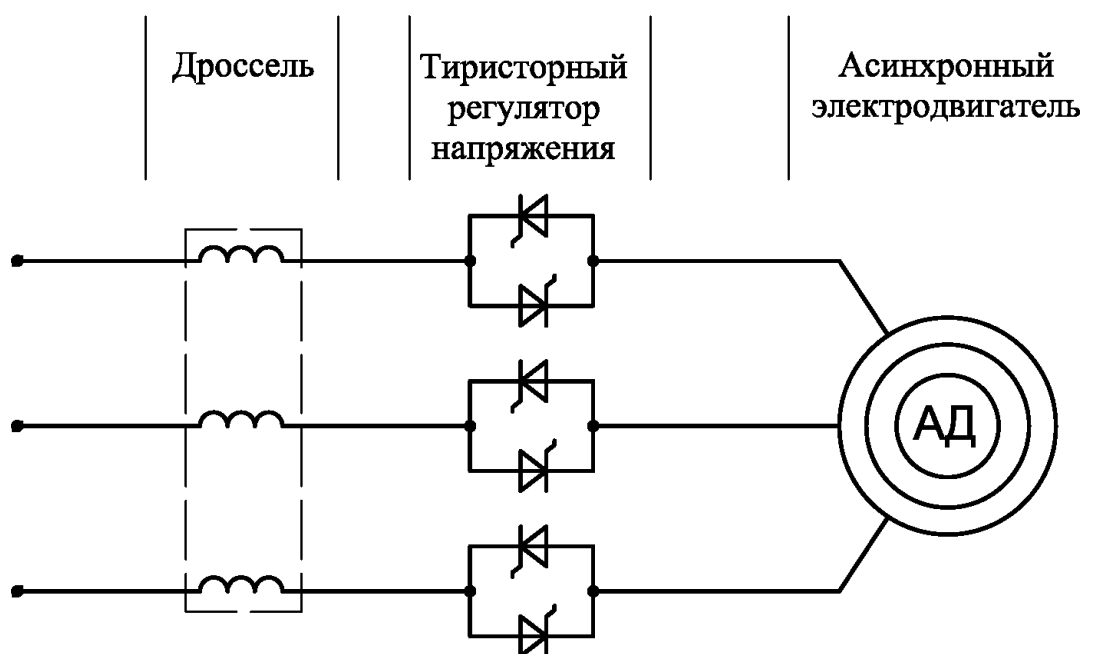 Дроссель
Тиристорный
регулятор
напряжения
Асинхронный
электродвигатель
АД